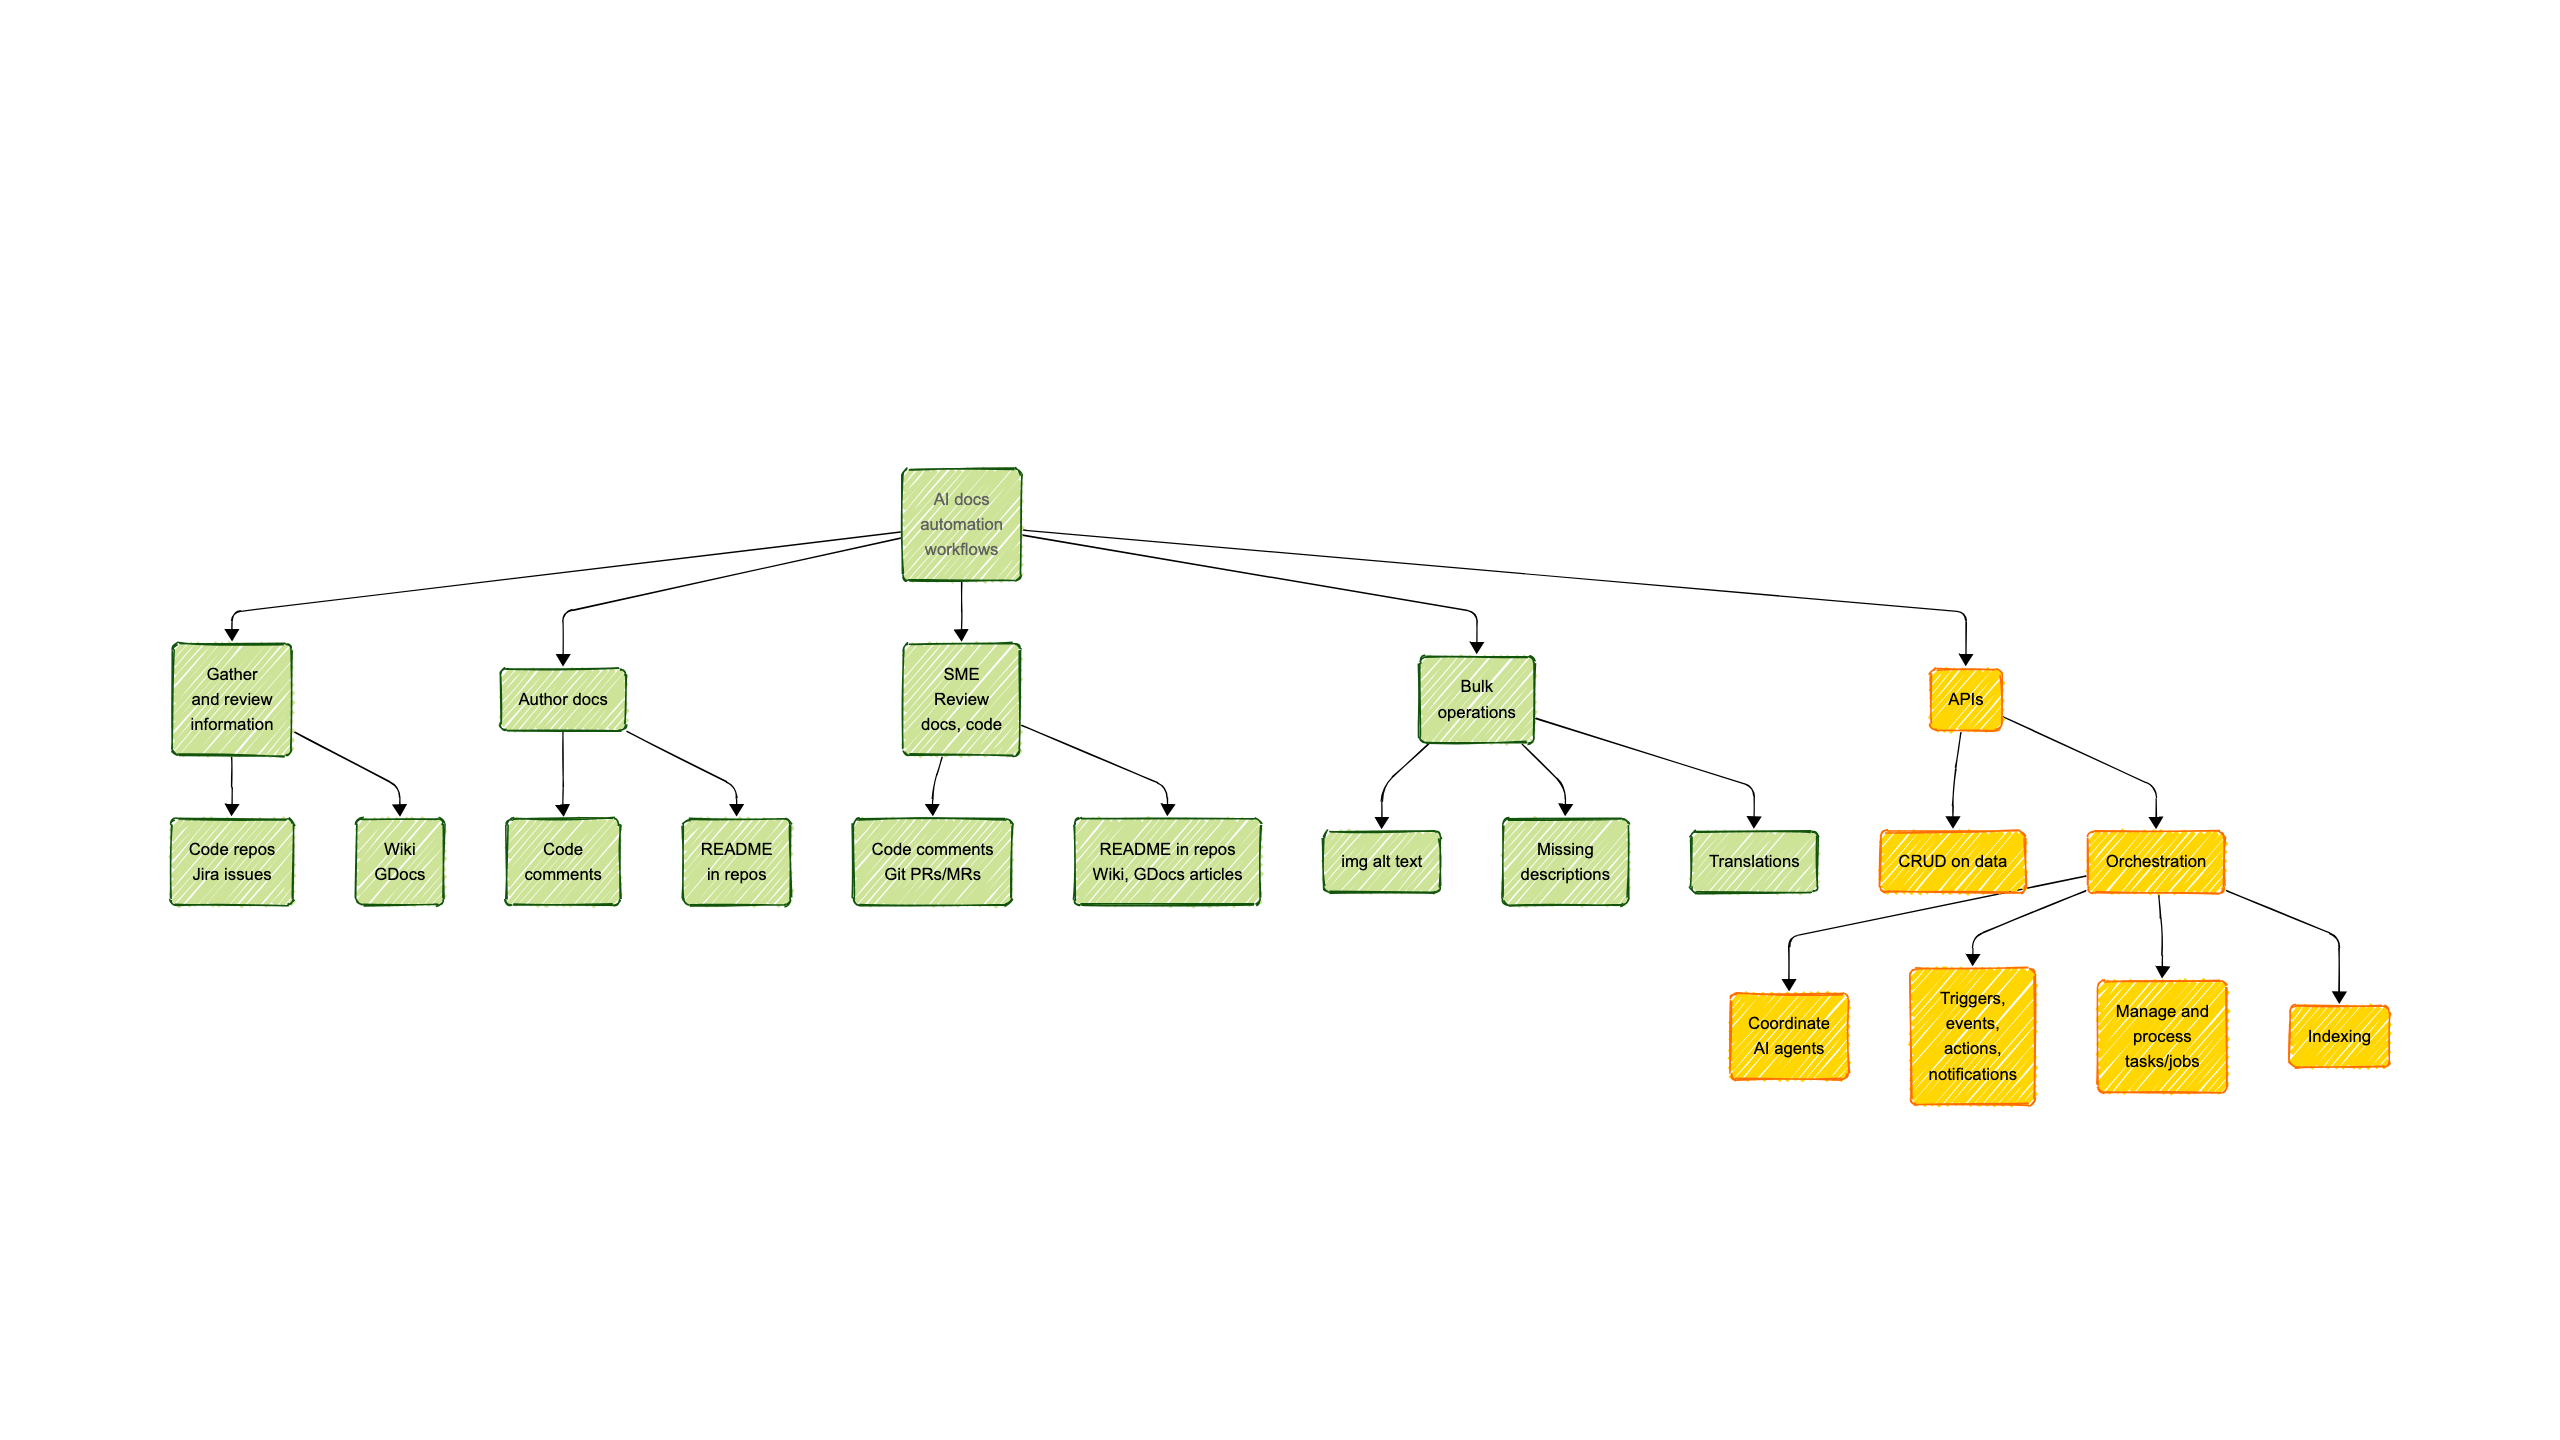 AI docs
automation
workflows
Gather
and review
information
Author docs
SME
Review
docs, code
Bulk
operations
APIs
Code repos
Jira issues
Wiki
GDocs
Code
comments
README
in repos
Code comments
Git PRs/MRs
README in repos
Wiki, GDocs articles
img alt text
Missing
descriptions
Translations
CRUD on data
Orchestration
Coordinate
AI agents
Triggers,
events,
actions,
notifications
Manage and
process
tasks/jobs
Indexing